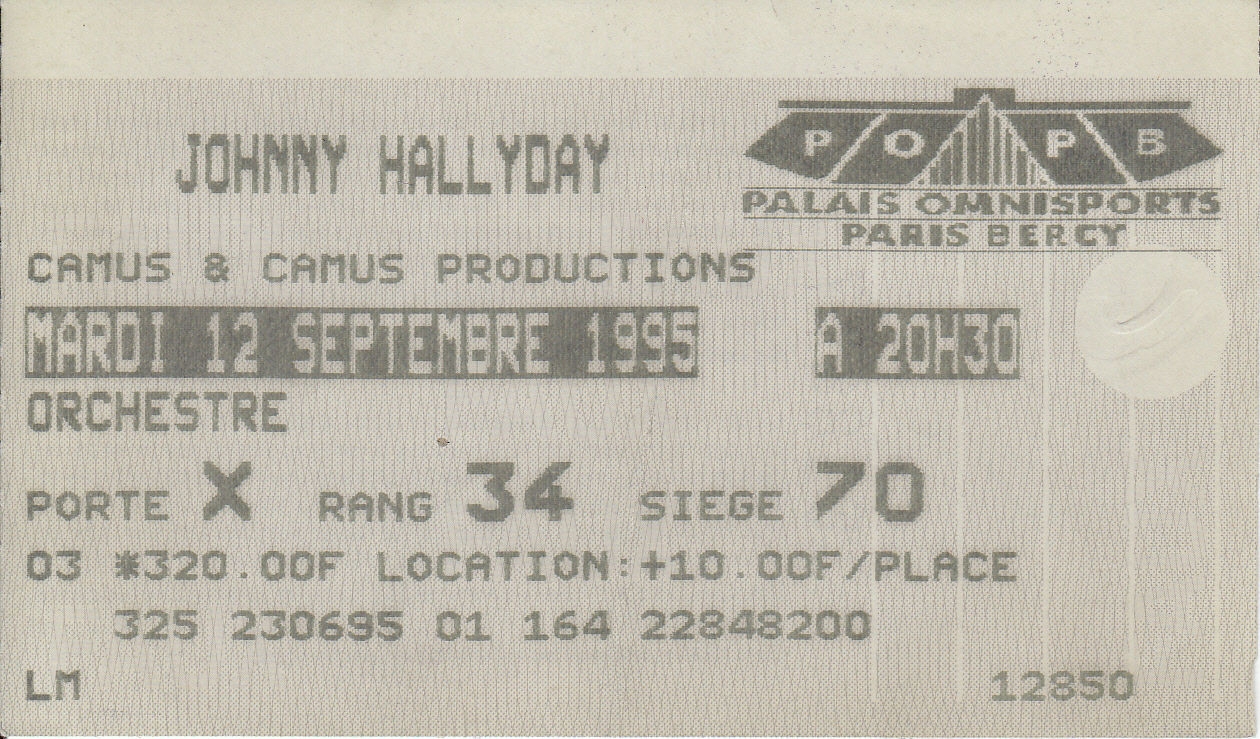 P O P B
JOHNNY HALLYDAY
PALAIS OMNISPORTS
PARIS BERCY
CAMUS & CAMUS PRODUCTIONS
MARDI 12 SEPTEMBRE 1995 A 20H30
ORCHESTRE
PORTE X RANG 34 SIEGE 70
03 *320.00F LOCATION:+10.00F/PLACE
325 230695 01 164 22848200
LM 12850